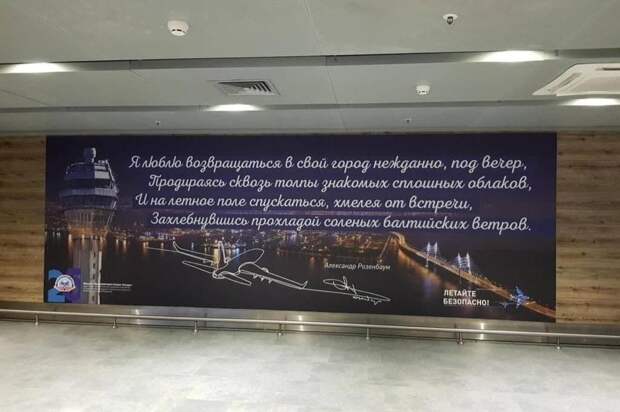 Я люблю возвращаться в свой город нежданно, под вечер,
Продираясь сквозь толпы знакомых сплошных облаков,
И на летное поле спускаться, хмелея от встречи,
Захлебнувшись прохладой соленых балтийских ветров.
Александр Розенбаум
ЛЕТАЙТЕ
БЕЗОПАСНО!